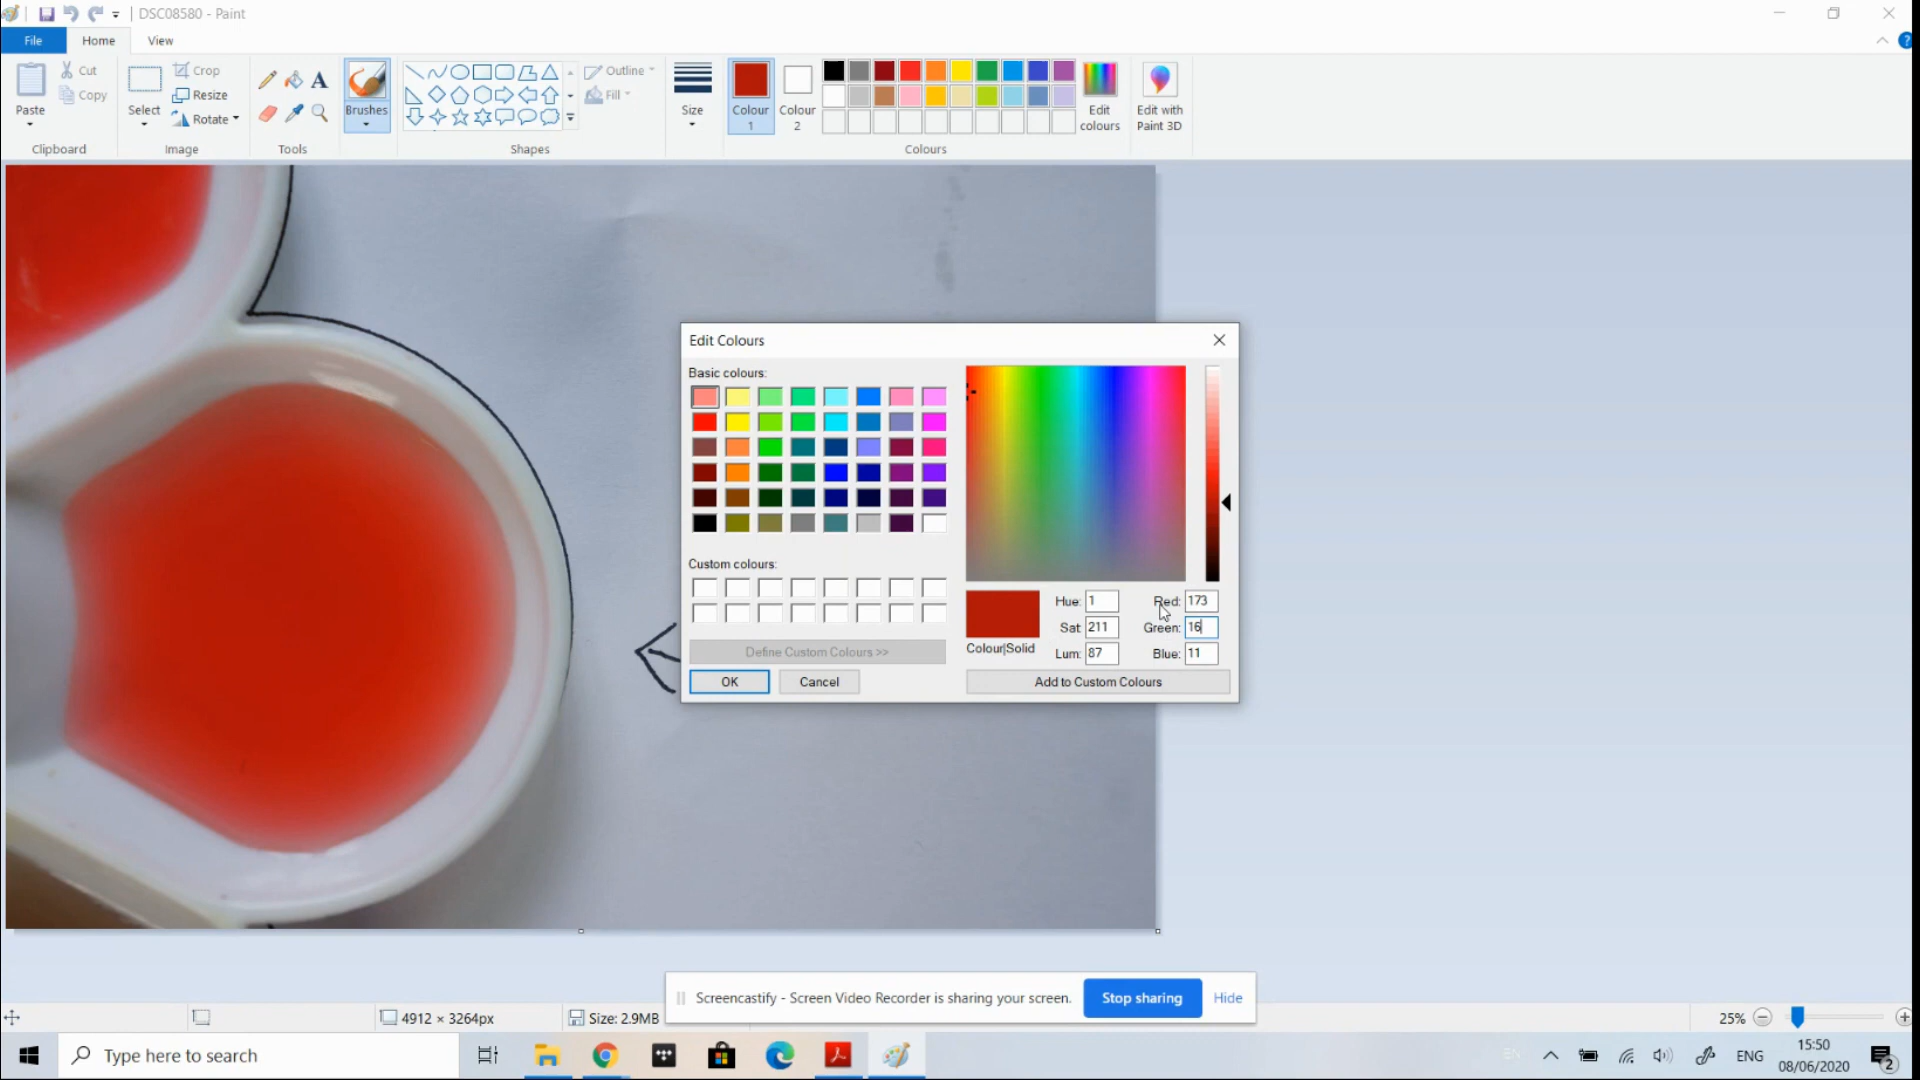 DSC08580 - Paint
File
Home
View
Paste
Cut
Copy
Clipboard
Select
Crop
Resize
Rotate
Image
A
Tools
Brushes
Outline
Fill
Shapes
Size
Colour
1
Colour
2
Edit
colours
Colours
Edit with
Paint 3D
?
Edit Colours
Basic colours:
Custom colours:
Define Custom Colours >>
OK
Cancel
Colour|Solid
Hue: 1
Sat: 211
Lum: 87
Red: 173
Green: 16
Blue: 11
Add to Custom Colours
Screencastify - Screen Video Recorder is sharing your screen.
Stop sharing
Hide
4912 × 3264px
Size: 2.9MB
25%
Type here to search
ENG
15:50
08/06/2020
2